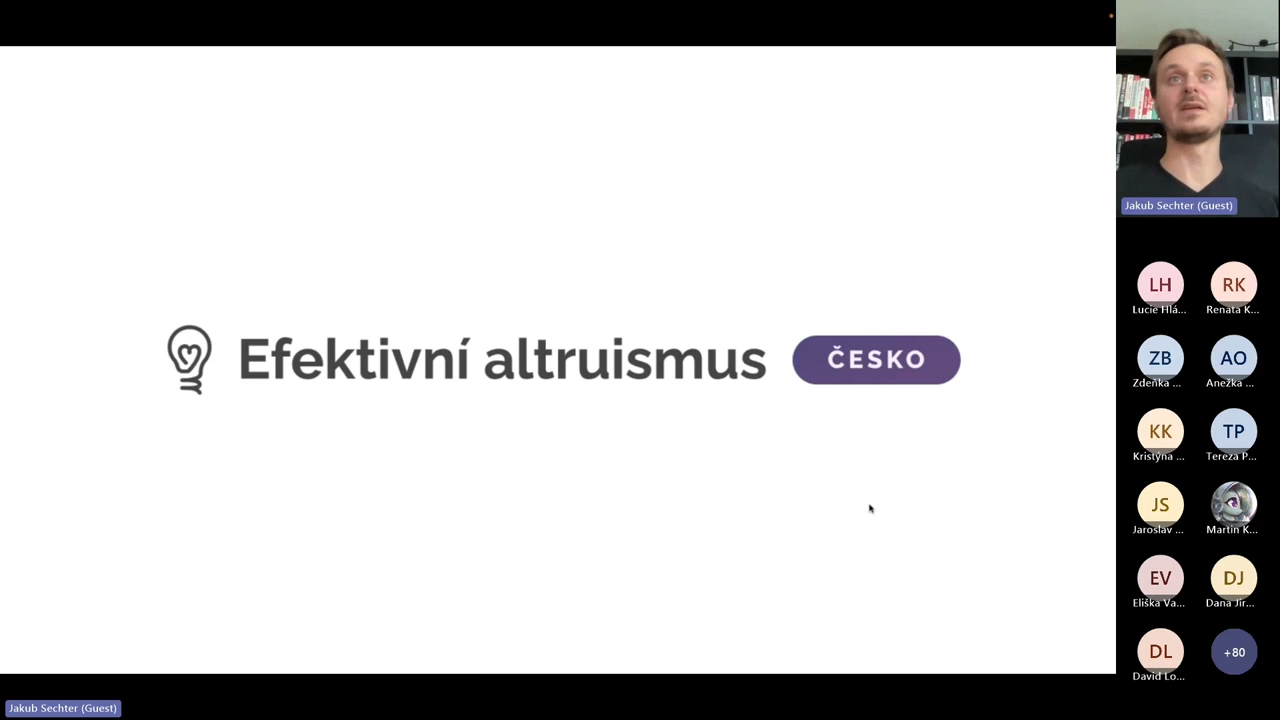 Efektivní altruismus ČESKO
Jakub Sechter (Guest)
LH RK
Lucie Hlá... Renata K...
ZB AO
Zdeňka ... Anežka ...
KK TP
Kristýna ... Tereza P...
JS
Jaroslav ... Martin K...
EV DJ
Eliška Va... Dana Jir...
DL +80
David Lo...
Jakub Sechter (Guest)